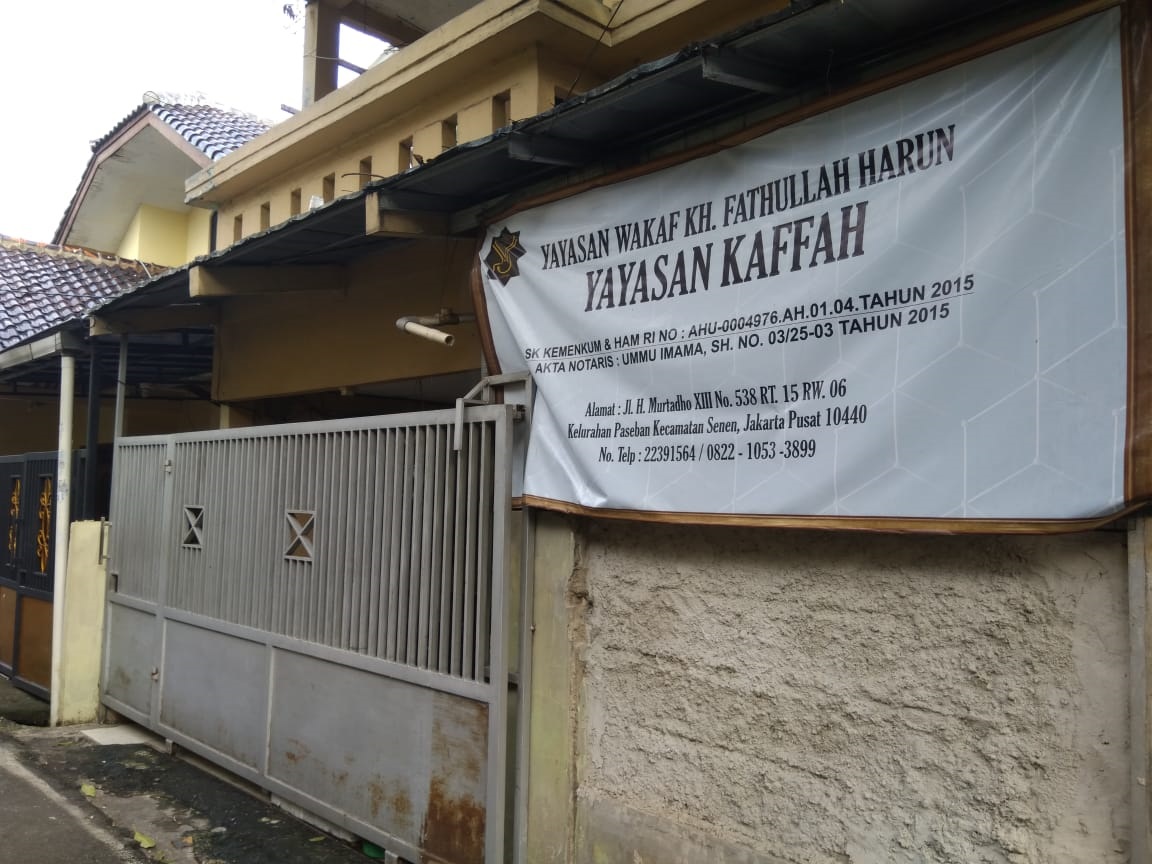 YAYASAN WAKAF KH. FATHULLAH HARUN
YAYASAN KAFFAH
SK KEMENKUM & HAM RI NO : AHU-0004976.AH.01.04.TAHUN 2015
AKTA NOTARIS : UMMU IMAMA, SH. NO. 03/25-03 TAHUN 2015
Alamat : Jl. H. Murtadho XIII No. 538 RT. 15 RW. 06
Kelurahan Paseban Kecamatan Senen, Jakarta Pusat 10440
No. Telp : 22391564 / 0822 - 1053 -3899